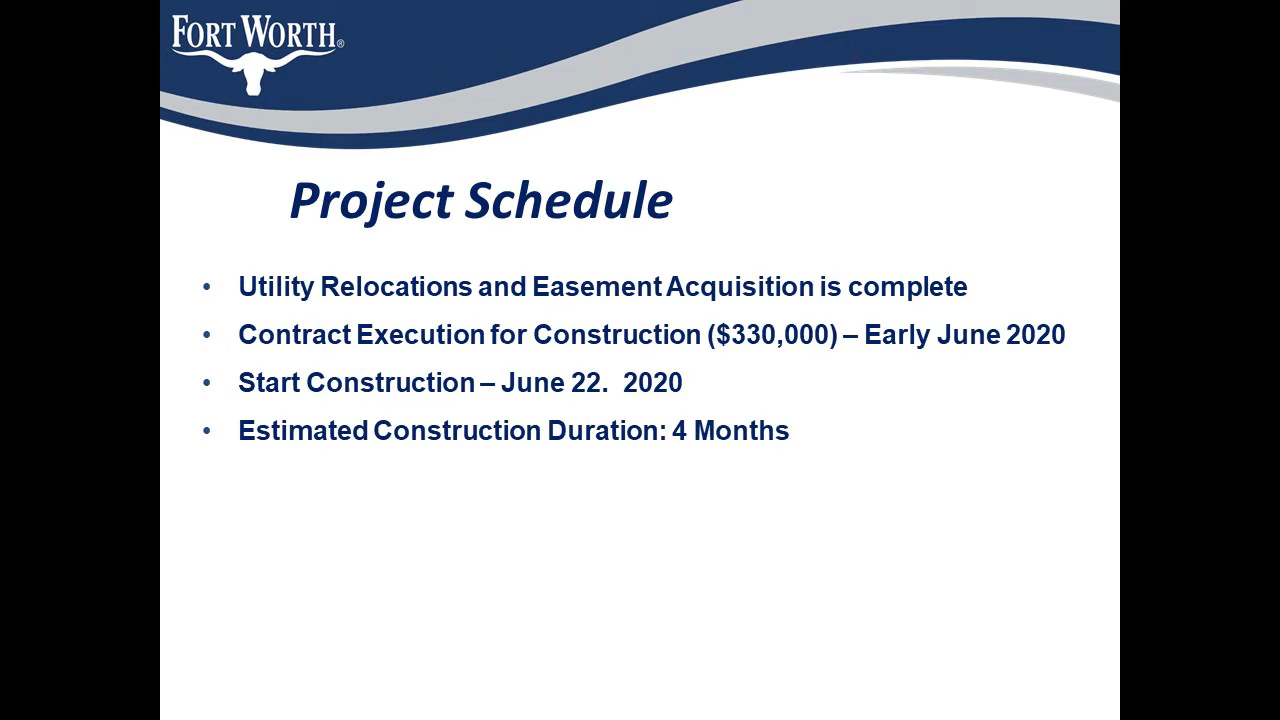 FORT WORTH®
Project Schedule
• Utility Relocations and Easement Acquisition is complete
• Contract Execution for Construction ($330,000) – Early June 2020
• Start Construction – June 22.  2020
• Estimated Construction Duration: 4 Months